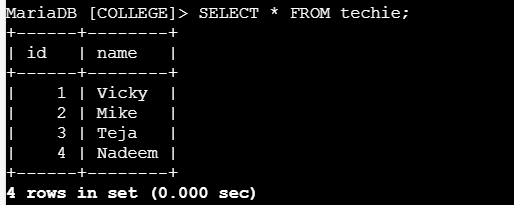 MariaDB [COLLEGE]> SELECT * FROM techie;
+------+--------+
| id   | name   |
+------+--------+
|    1 | Vicky  |
|    2 | Mike   |
|    3 | Teja   |
|    4 | Nadeem |
+------+--------+
4 rows in set (0.000 sec)